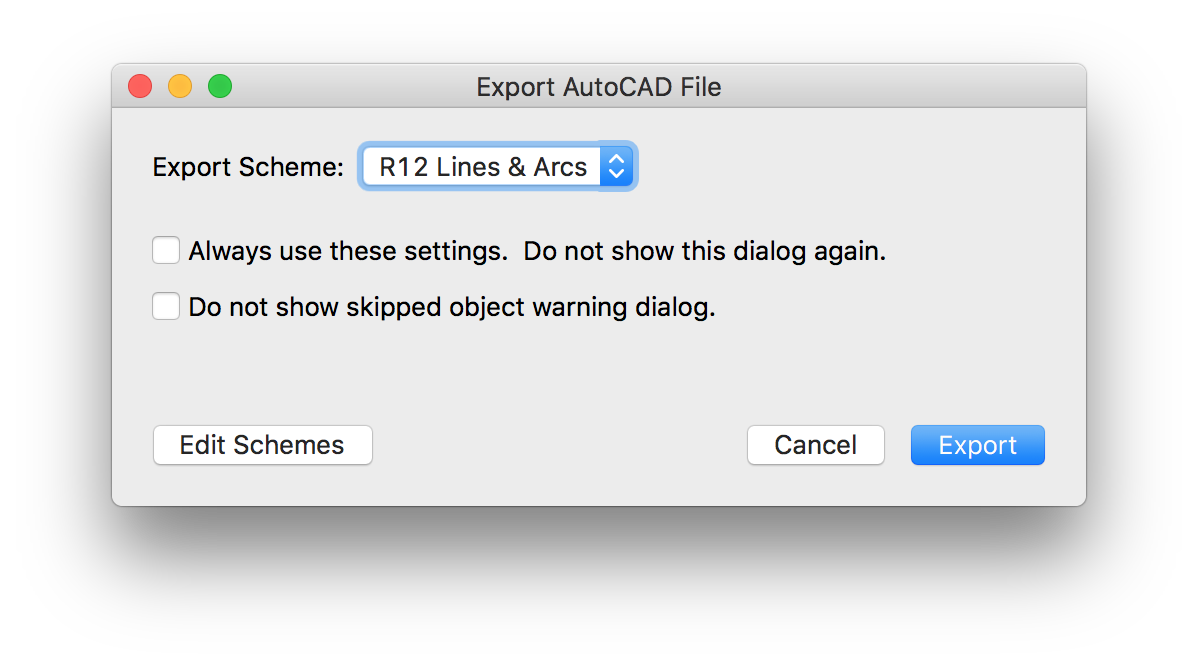 Export AutoCAD File
Export Scheme: R12 Lines & Arcs
Always use these settings.  Do not show this dialog again.
Do not show skipped object warning dialog.
Edit Schemes Cancel Export